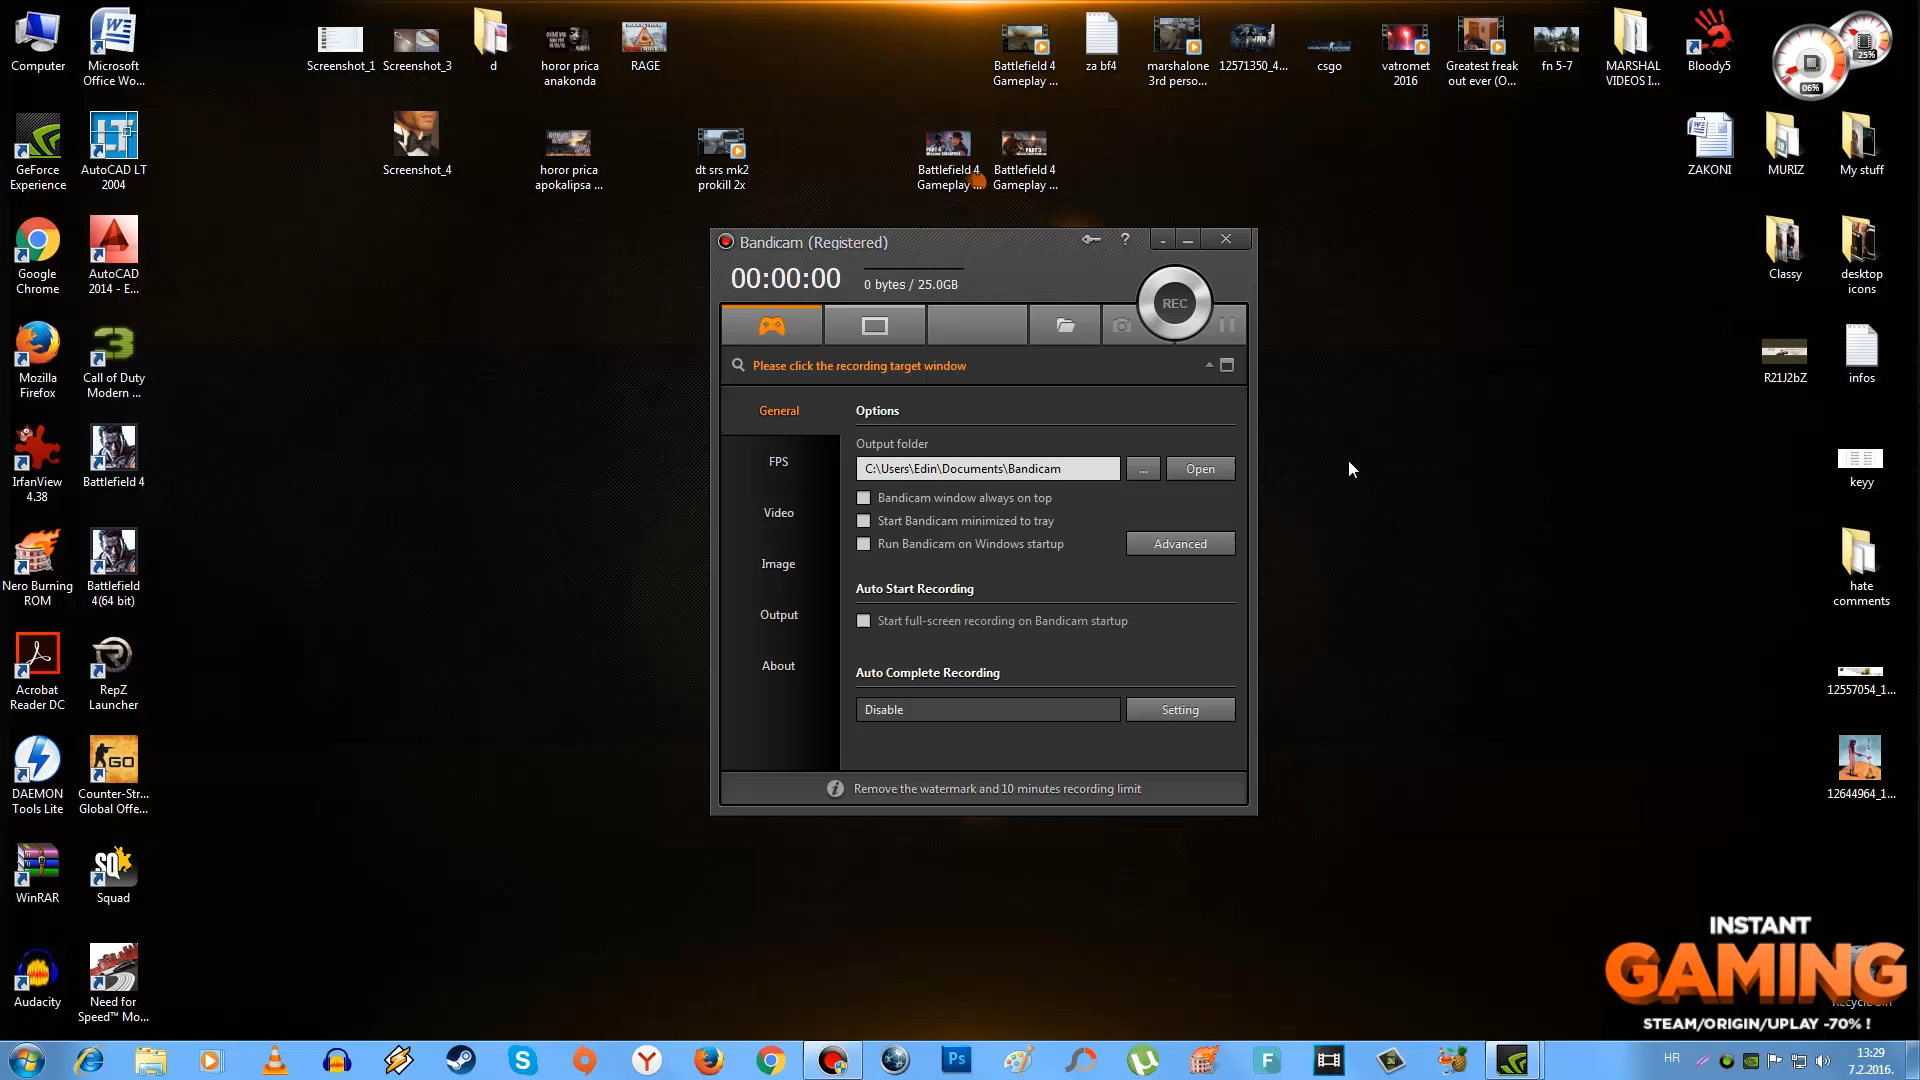 Computer
Microsoft
Office Wo...
Screenshot_1
Screenshot_3
d
horor prica
anakonda
RAGE
Battlefield 4
Gameplay ...
za bf4
marshalone
3rd perso...
12571350_4...
csgo
vatromet
2016
Greatest freak
out ever (O...
fn 5-7
MARSHAL
VIDEOS I...
Bloody5
06%
25%
GeForce
Experience
AutoCAD LT
2004
Screenshot_4
horor prica
apokalipsa ...
dt srs mk2
prokill 2x
Battlefield 4
Gameplay ...
Battlefield 4
Gameplay ...
ZAKONI
MURIZ
My stuff
Google
Chrome
AutoCAD
2014 - E...
Classy
desktop
icons
Mozilla
Firefox
Call of Duty
Modern ...
R21J2bZ
infos
IrfanView
4.38
Battlefield 4
keyy
Nero Burning
ROM
Battlefield
4(64 bit)
hate
comments
Acrobat
Reader DC
RepZ
Launcher
12557054_1...
DAEMON
Tools Lite
Counter-Str...
Global Offe...
12644964_1...
WinRAR
Squad
Audacity
Need for
Speed™ Mo...
Bandicam (Registered)
00:00:00
0 bytes / 25.0GB
REC
Please click the recording target window
General
FPS
Video
Image
Output
About
Options
Output folder
C:\Users\Edin\Documents\Bandicam
...
Open
Bandicam window always on top
Start Bandicam minimized to tray
Run Bandicam on Windows startup
Advanced
Auto Start Recording
Start full-screen recording on Bandicam startup
Auto Complete Recording
Disable
Setting
Remove the watermark and 10 minutes recording limit
INSTANT
GAMING
STEAM/ORIGIN/UPLAY -70% !
HR
13:29
7.2.2016.